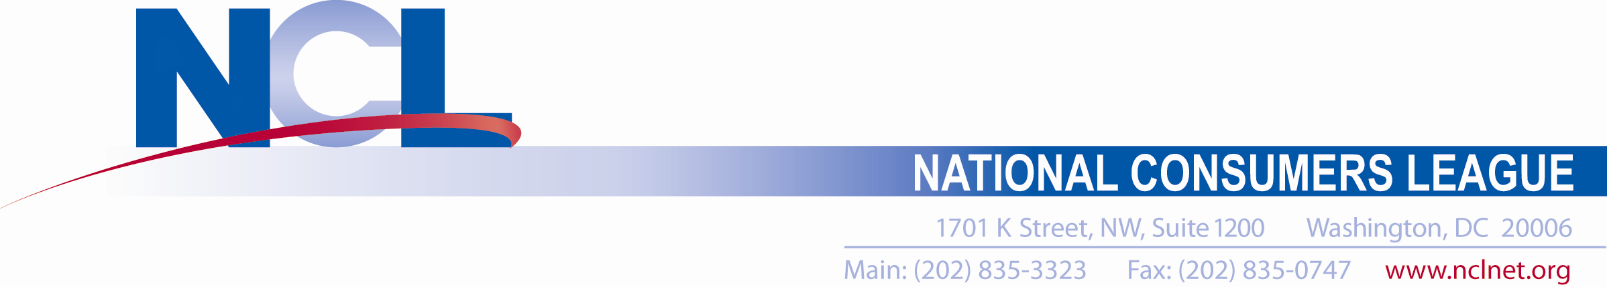 NCL
NATIONAL CONSUMERS LEAGUE
1701 K Street, NW, Suite 1200 Washington, DC 20006
Main: (202) 835-3323 Fax: (202) 835-0747 www.nclnet.org